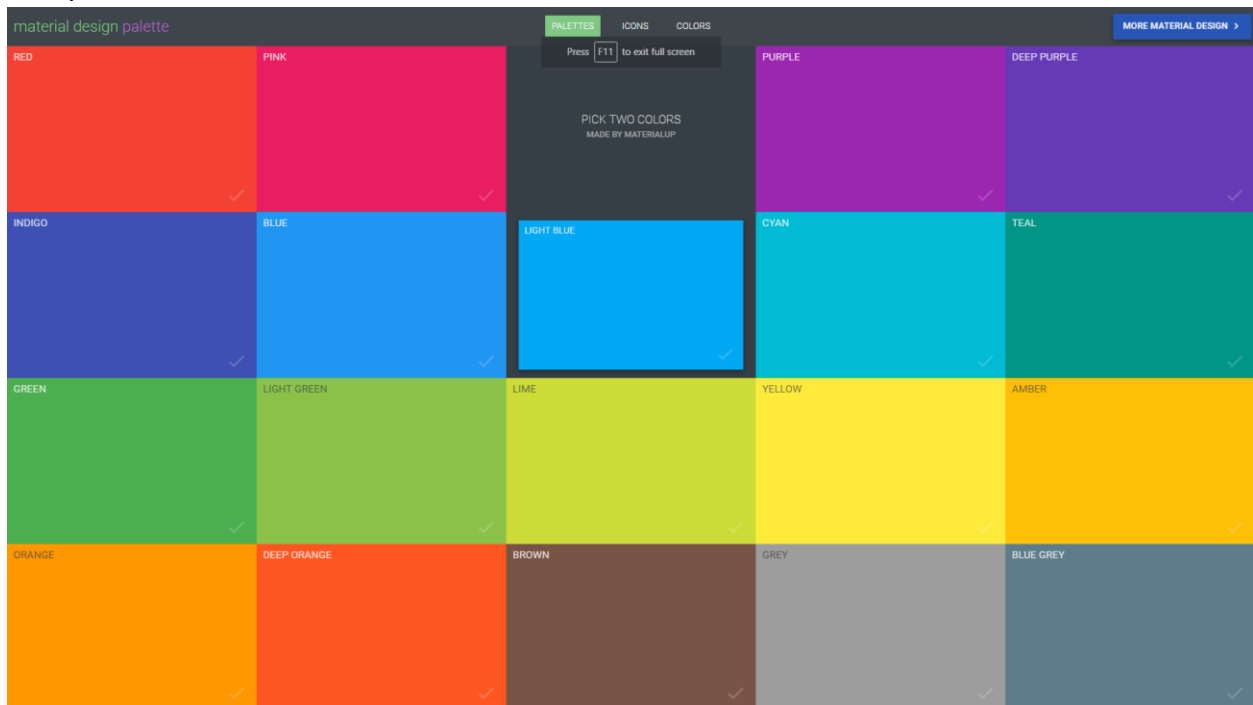 material design palette
PALETTES
ICONS
COLORS
MORE MATERIAL DESIGN >
Press F11 to exit full screen
RED
PINK
PICK TWO COLORS
MADE BY MATERIALUP
PURPLE
DEEP PURPLE
INDIGO
BLUE
LIGHT BLUE
CYAN
TEAL
GREEN
LIGHT GREEN
LIME
YELLOW
AMBER
ORANGE
DEEP ORANGE
BROWN
GREY
BLUE GREY